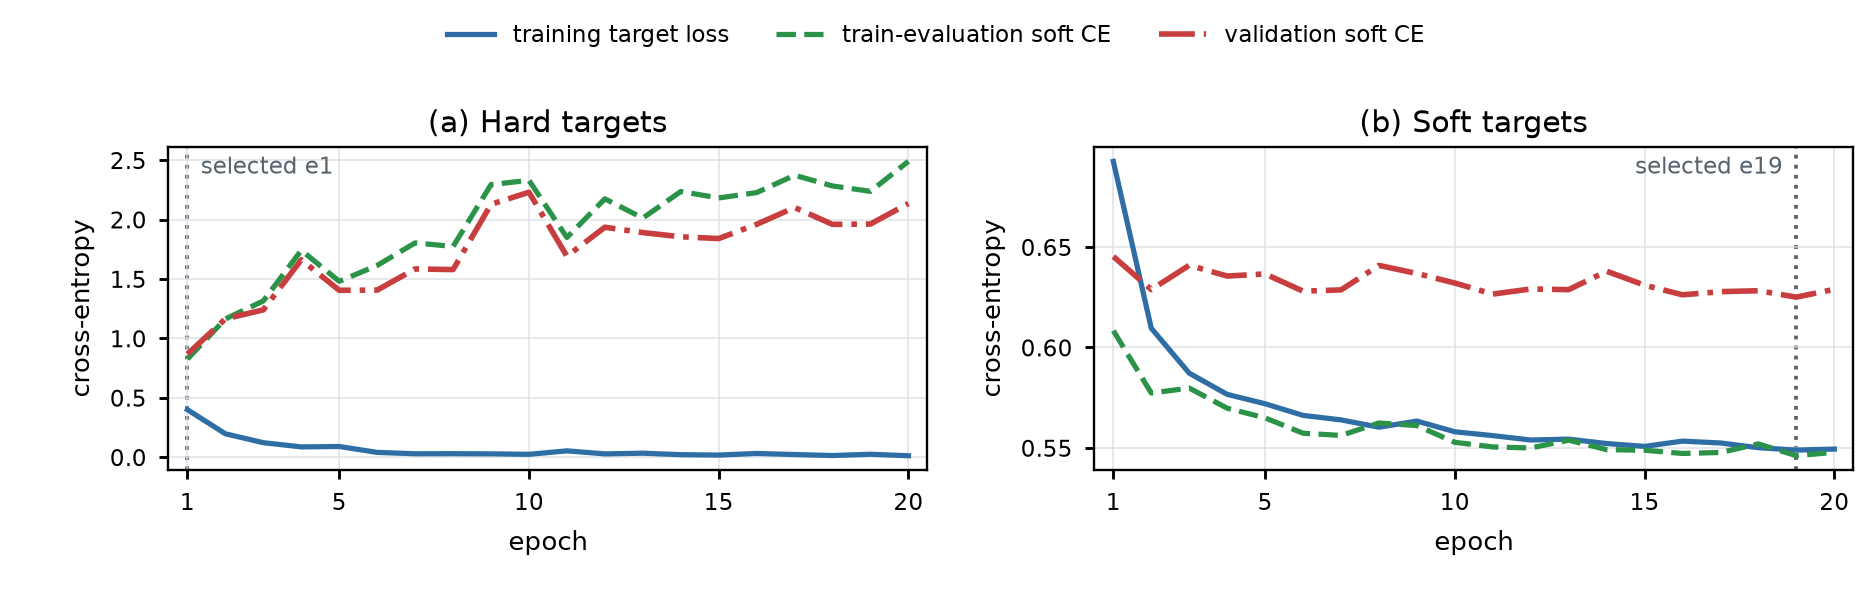 training target loss train-evaluation soft CE validation soft CE
(a) Hard targets
selected e1
2.5
2.0
1.5
1.0
0.5
0.0
cross-entropy
1 5 10 15 20
epoch
(b) Soft targets
selected e19
0.65
0.60
0.55
cross-entropy
1 5 10 15 20
epoch